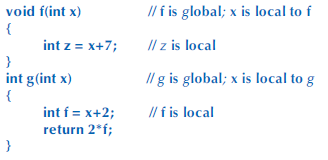 void f(int x) // f is global; x is local to f
{
int z = x+7; // z is local
}
int g(int x) // g is global; x is local to g
{
int f = x+2; // f is local
return 2*f;
}